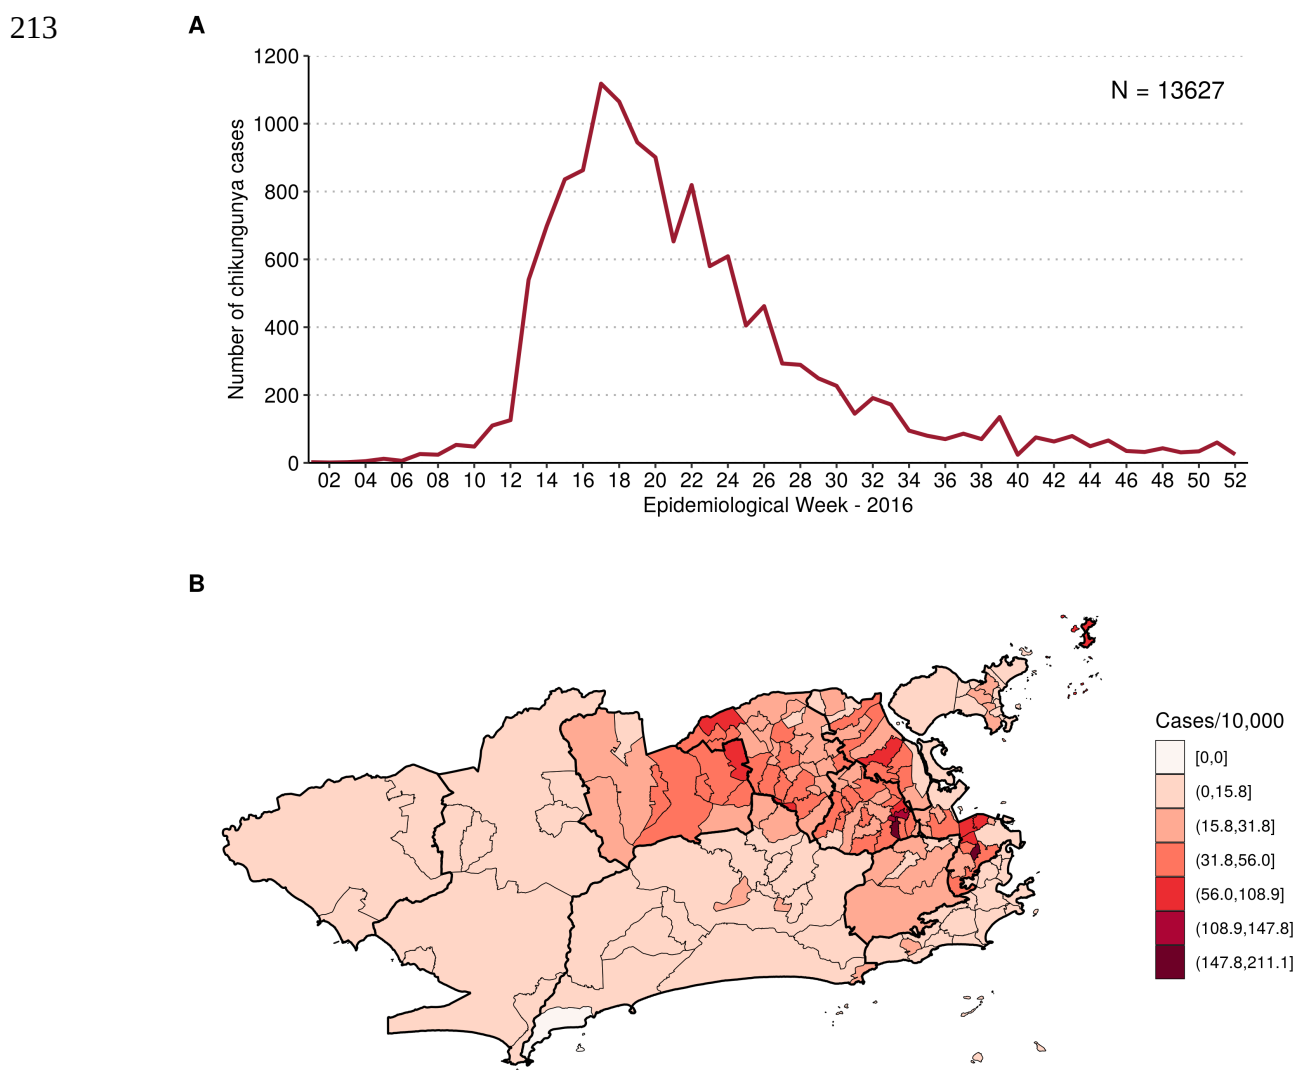 213
A
1200
1000
800
600
400
200
0
Number of chikungunya cases
N = 13627
02 04 06 08 10 12 14 16 18 20 22 24 26 28 30 32 34 36 38 40 42 44 46 48 50 52
Epidemiological Week - 2016
B
Cases/10,000
[0.0]
(0,15.8]
(15.8,31.8]
(31.8,56.0]
(56.0,108.9]
(108.9,147.8]
(147.8,211.1]